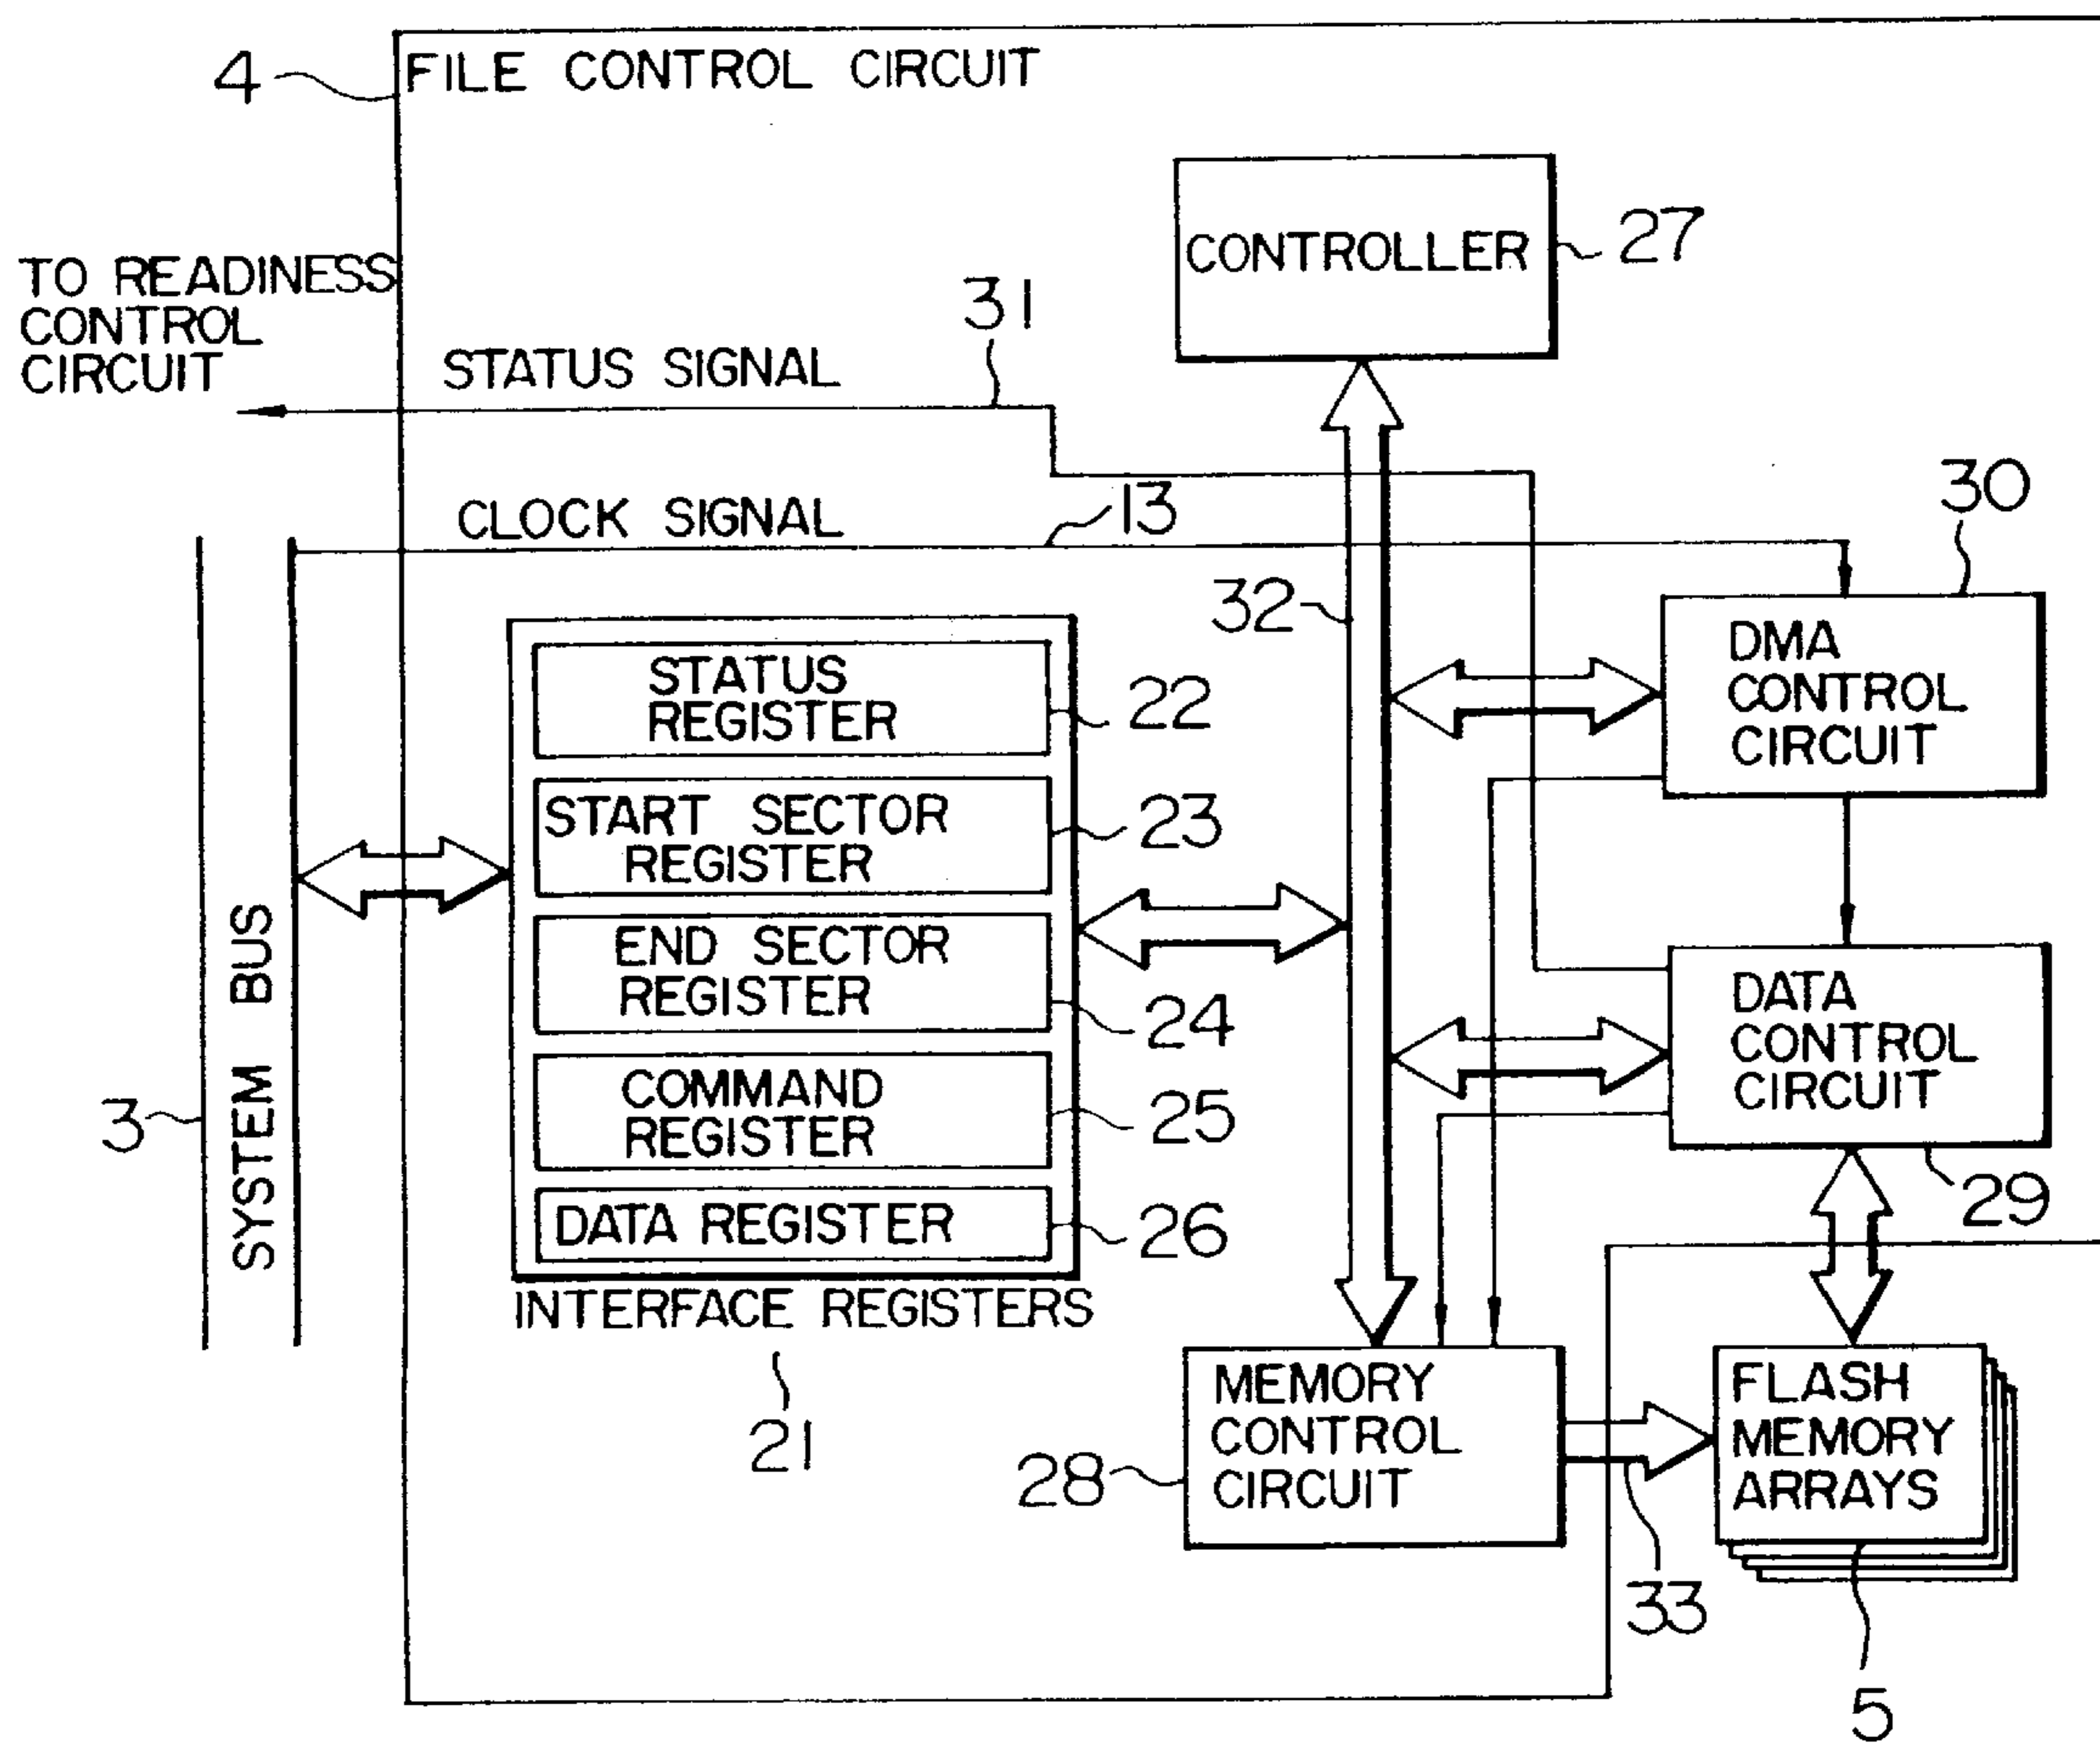 4
FILE CONTROL CIRCUIT
CONTROLLER
27
TO READINESS
CONTROL
CIRCUIT
31
STATUS SIGNAL
CLOCK SIGNAL
13
30
32
DMA
CONTROL
CIRCUIT
STATUS
REGISTER
22
START SECTOR
REGISTER
23
END SECTOR
REGISTER
24
COMMAND
REGISTER
25
DATA REGISTER
26
INTERFACE REGISTERS
21
3
SYSTEM BUS
DATA
CONTROL
CIRCUIT
29
MEMORY
CONTROL
CIRCUIT
28
FLASH
MEMORY
ARRAYS
33
5